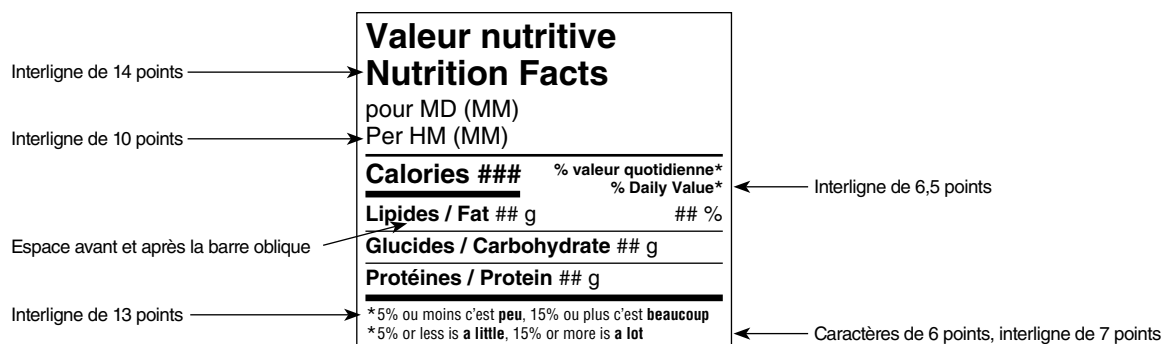 Valeur nutritive
Interligne de 14 points
Nutrition Facts
pour MD (MM)
Interligne de 10 points
Per HM (MM)
Calories ###
% valeur quotidienne*
% Daily Value*
Interligne de 6,5 points
Lipides / Fat ## g ## %
Espace avant et après la barre oblique
Glucides / Carbohydrate ## g
Protéines / Protein ## g
Interligne de 13 points
*5% ou moins c'est peu, 15% ou plus c'est beaucoup
*5% or less is a little, 15% or more is a lot
Caractères de 6 points, interligne de 7 points